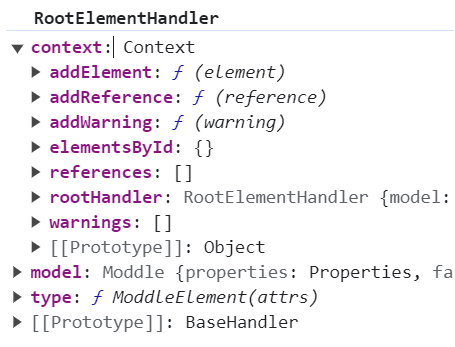 RootElementHandler
▼ context: Context
▶ addElement: ƒ (element)
▶ addReference: ƒ (reference)
▶ addWarning: ƒ (warning)
▶ elementsById: {}
▶ references: []
▶ rootHandler: RootElementHandler {model:
▶ warnings: []
▶ [[Prototype]]: Object
▶ model: Moddle {properties: Properties, fa
▶ type: ƒ ModdleElement(attrs)
▶ [[Prototype]]: BaseHandler